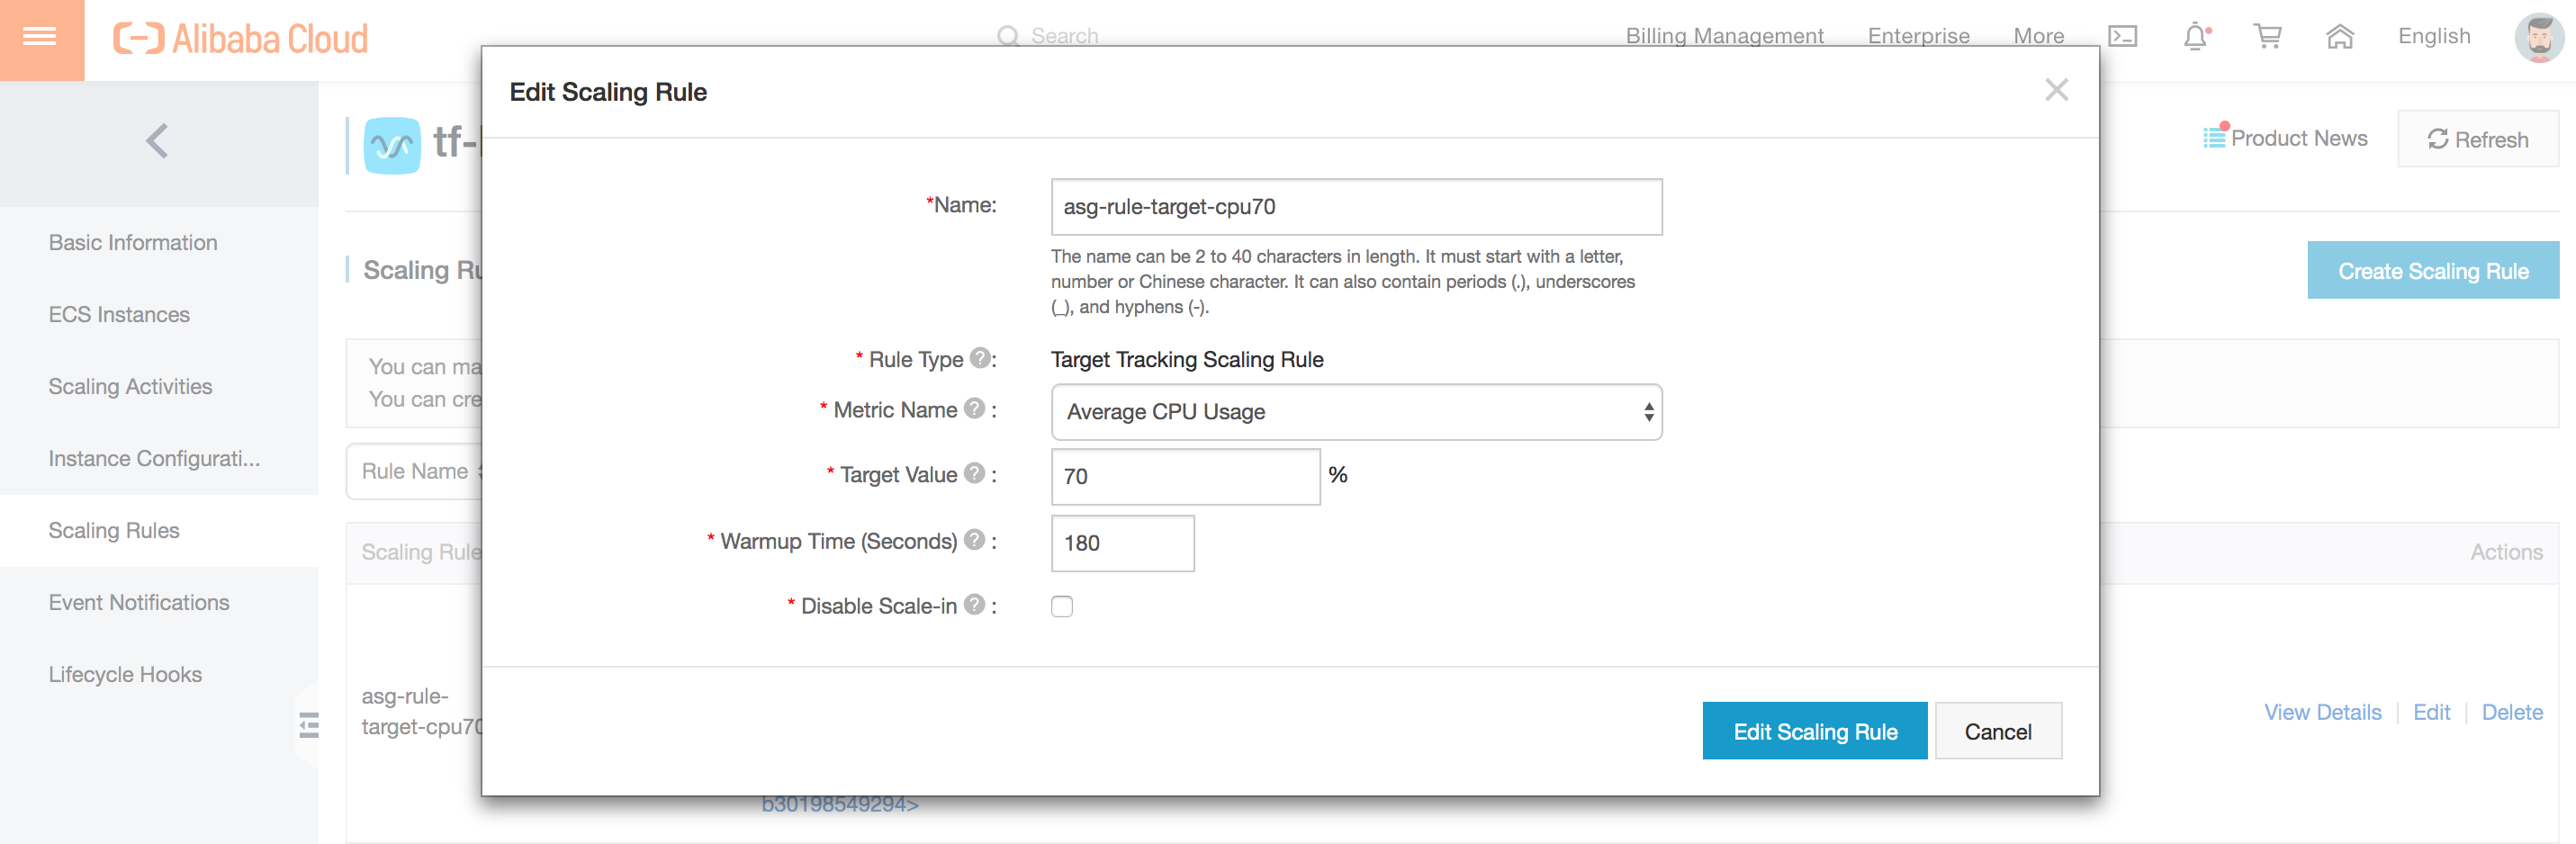 Alibaba Cloud
Search
Billing Management
Enterprise
More
English
Edit Scaling Rule
tf-
Product News
Refresh
Basic Information
ECS Instances
Scaling Activities
Instance Configurati...
Scaling Rules
Event Notifications
Lifecycle Hooks
Scaling Ru
Create Scaling Rule
You can ma
You can cre
Rule Name
Scaling Rule
Actions
asg-rule-
target-cpu70
View Details
Edit
Delete
b30198549294>
*Name:
asg-rule-target-cpu70
The name can be 2 to 40 characters in length. It must start with a letter,
number or Chinese character. It can also contain periods (.), underscores
(_), and hyphens (-).
* Rule Type ? :
Target Tracking Scaling Rule
* Metric Name ? :
Average CPU Usage
* Target Value ? :
70
%
* Warmup Time (Seconds) ? :
180
* Disable Scale-in ? :
Edit Scaling Rule
Cancel